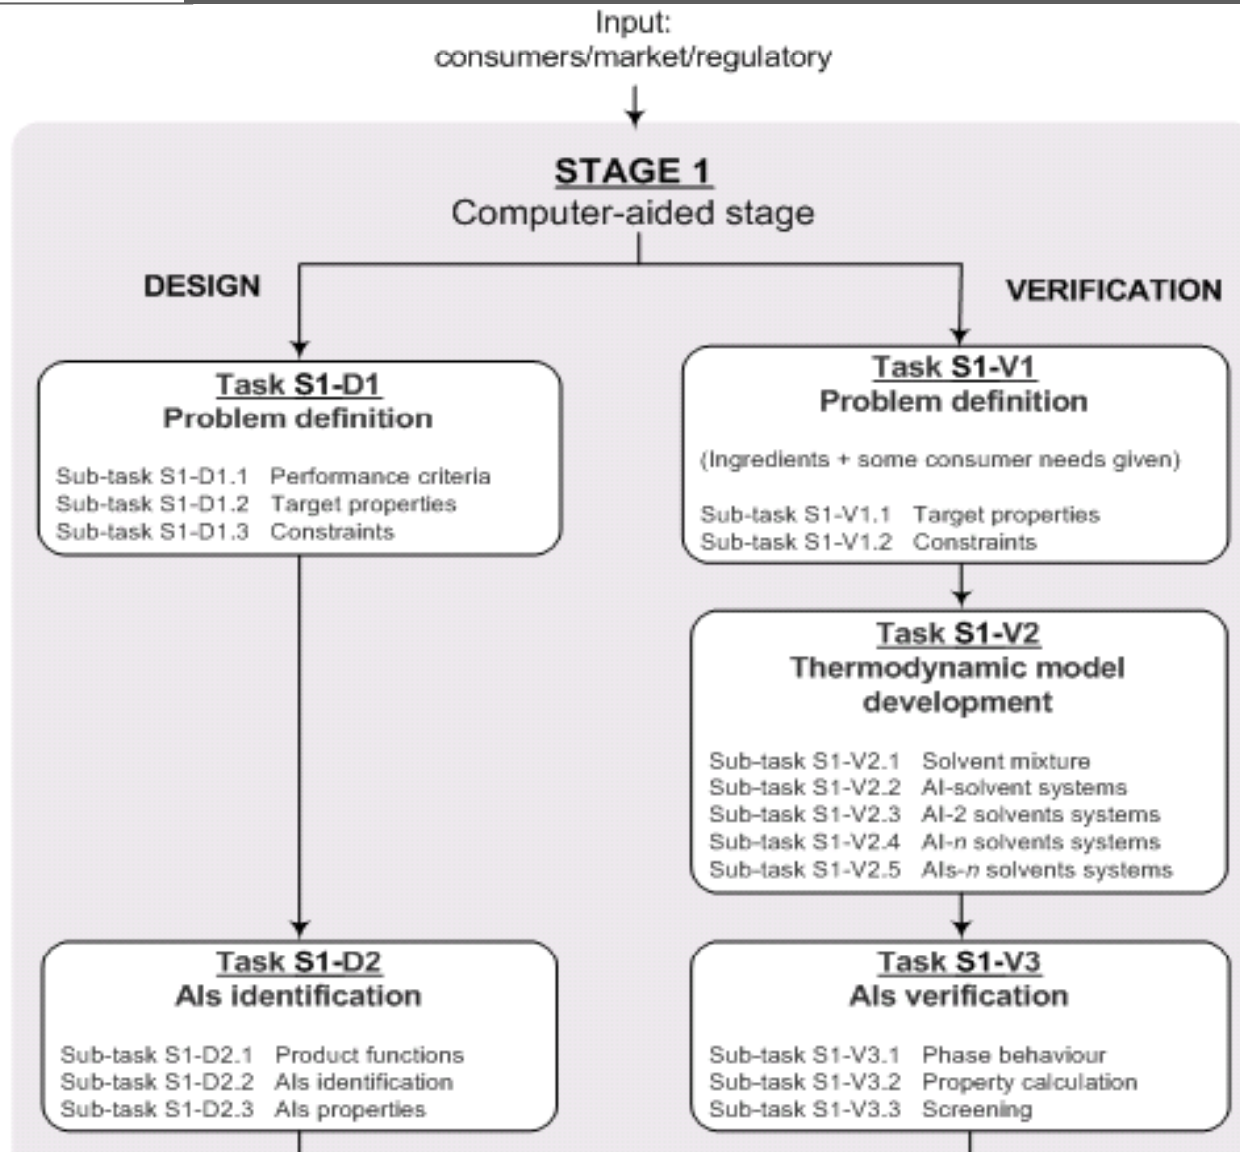 Input:
consumers/market/regulatory
STAGE 1
Computer-aided stage
DESIGN
VERIFICATION
Task S1-D1
Problem definition
Sub-task S1-D1.1 Performance criteria
Sub-task S1-D1.2 Target properties
Sub-task S1-D1.3 Constraints
Task S1-V1
Problem definition
(Ingredients + some consumer needs given)
Sub-task S1-V1.1 Target properties
Sub-task S1-V1.2 Constraints
Task S1-V2
Thermodynamic model
development
Sub-task S1-V2.1 Solvent mixture
Sub-task S1-V2.2 AI-solvent systems
Sub-task S1-V2.3 AI-2 solvents systems
Sub-task S1-V2.4 AI-n solvents systems
Sub-task S1-V2.5 AIs-n solvents systems
Task S1-D2
AIs identification
Sub-task S1-D2.1 Product functions
Sub-task S1-D2.2 AIs identification
Sub-task S1-D2.3 AIs properties
Task S1-V3
AIs verification
Sub-task S1-V3.1 Phase behaviour
Sub-task S1-V3.2 Property calculation
Sub-task S1-V3.3 Screening